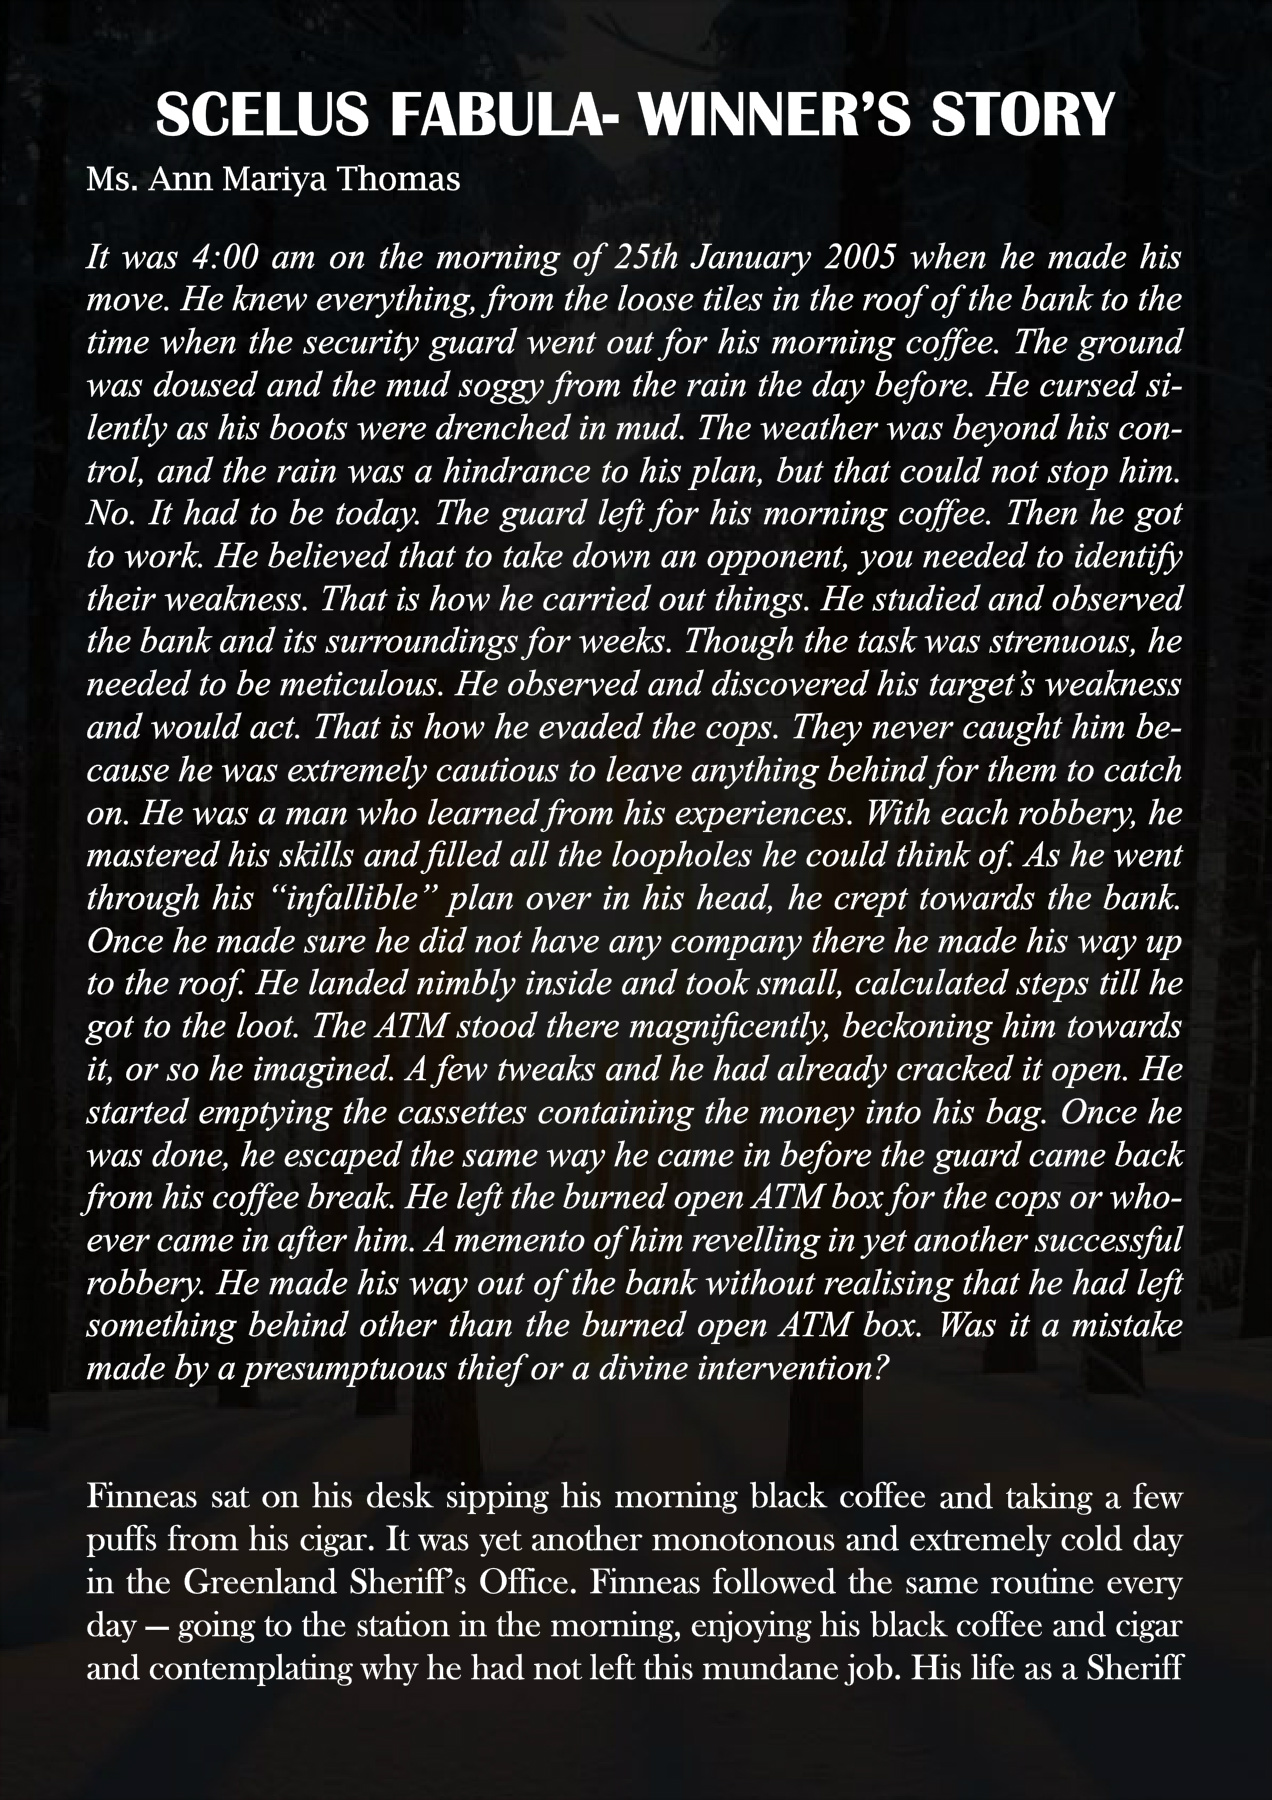 SCELUS FABULA- WINNER’S STORY
Ms. Ann Mariya Thomas
It was 4:00 am on the morning of 25th January 2005 when he made his
move. He knew everything, from the loose tiles in the roof of the bank to the
time when the security guard went out for his morning coffee. The ground
was doused and the mud soggy from the rain the day before. He cursed si-
lently as his boots were drenched in mud. The weather was beyond his con-
trol, and the rain was a hindrance to his plan, but that could not stop him.
No. It had to be today. The guard left for his morning coffee. Then he got
to work. He believed that to take down an opponent, you needed to identify
their weakness. That is how he carried out things. He studied and observed
the bank and its surroundings for weeks. Though the task was strenuous, he
needed to be meticulous. He observed and discovered his target’s weakness
and would act. That is how he evaded the cops. They never caught him be-
cause he was extremely cautious to leave anything behind for them to catch
on. He was a man who learned from his experiences. With each robbery, he
mastered his skills and filled all the loopholes he could think of. As he went
through his “infallible” plan over in his head, he crept towards the bank.
Once he made sure he did not have any company there he made his way up
to the roof. He landed nimbly inside and took small, calculated steps till he
got to the loot. The ATM stood there magnificently, beckoning him towards
it, or so he imagined. A few tweaks and he had already cracked it open. He
started emptying the cassettes containing the money into his bag. Once he
was done, he escaped the same way he came in before the guard came back
from his coffee break. He left the burned open ATM box for the cops or who-
ever came in after him. A memento of him revelling in yet another successful
robbery. He made his way out of the bank without realising that he had left
something behind other than the burned open ATM box. Was it a mistake
made by a presumptuous thief or a divine intervention?
Finneas sat on his desk sipping his morning black coffee and taking a few
puffs from his cigar. It was yet another monotonous and extremely cold day
in the Greenland Sheriff’s Office. Finneas followed the same routine every
day — going to the station in the morning, enjoying his black coffee and cigar
and contemplating why he had not left this mundane job. His life as a Sheriff